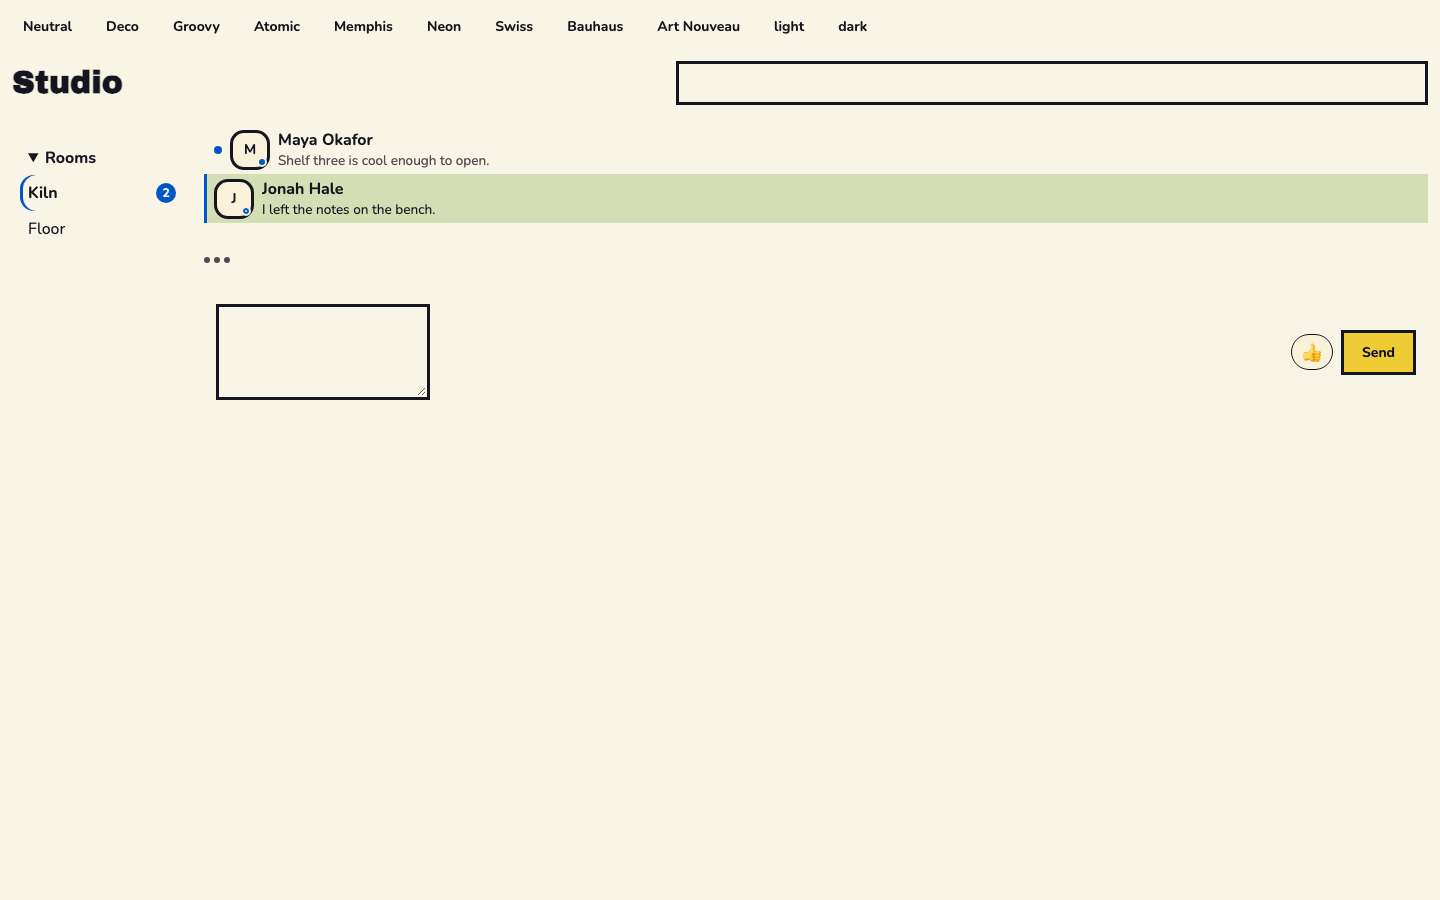 Neutral Deco Groovy Atomic Memphis Neon Swiss Bauhaus Art Nouveau light dark
Studio
Rooms
Kiln 2
Floor
M Maya Okafor
Shelf three is cool enough to open.
J Jonah Hale
I left the notes on the bench.
Send